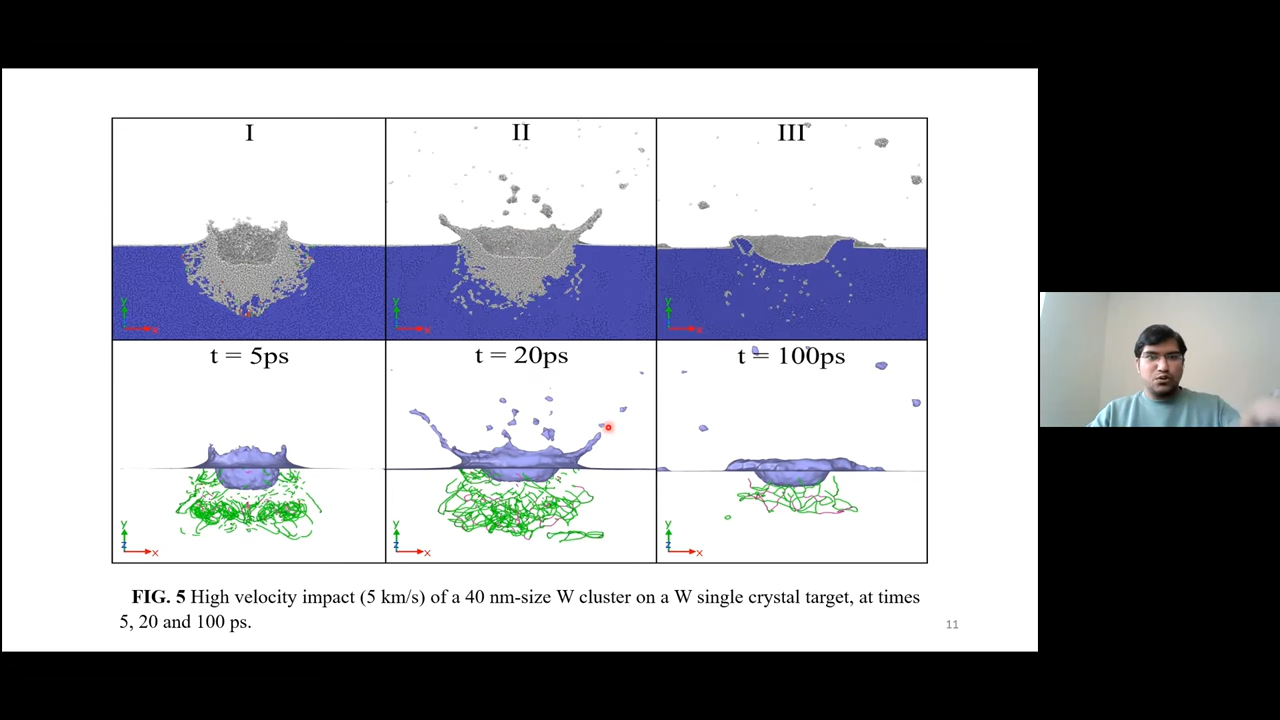 I II III
y x y x y x
t = 5ps t = 20ps t = 100ps
y z x y z x y z x
FIG. 5 High velocity impact (5 km/s) of a 40 nm-size W cluster on a W single crystal target, at times
5, 20 and 100 ps.
11